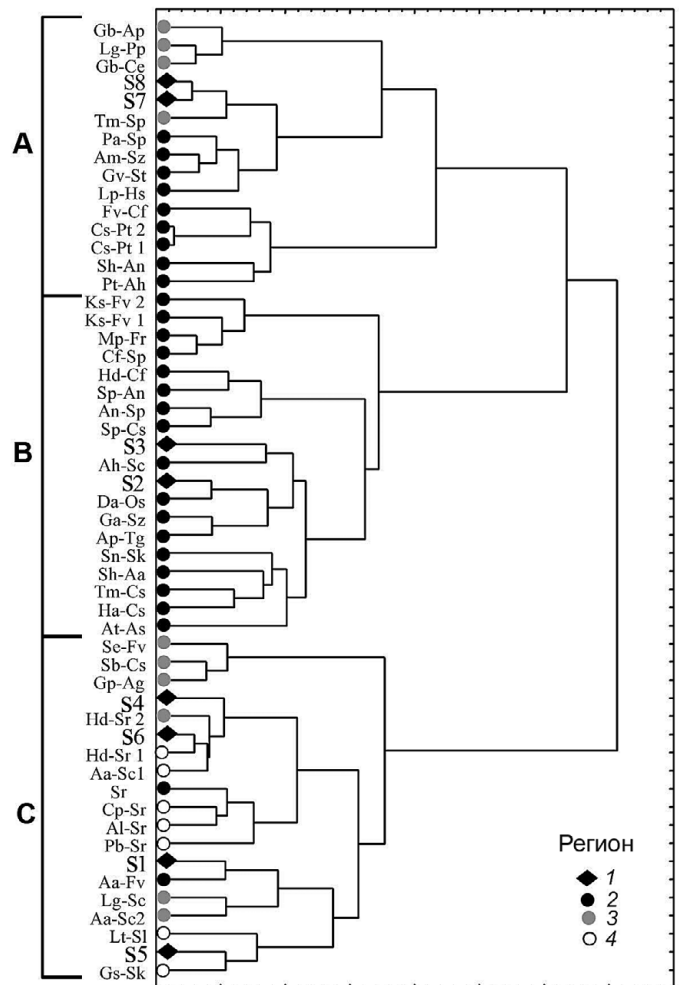 Gb-Ap
Lg-Pp
Gb-Ce
S8
S7
Tm-Sp
A
Pa-Sp
Am-Sz
Gv-St
Lp-Hs
Fv-Cf
Cs-Pt 2
Cs-Pt 1
Sh-An
Pt-Ah
Ks-Fv 2
Ks-Fv 1
Mp-Fr
Cf-Sp
Hd-Cf
Sp-An
An-Sp
Sp-Cs
B
S3
Ah-Sc
S2
Da-Os
Ga-Sz
Ap-Tg
Sn-Sk
Sh-Aa
Tm-Cs
Ha-Cs
At-As
Se-Fv
Sb-Cs
Gp-Ag
S4
Hd-Sr 2
S6
Hd-Sr 1
Aa-Sc1
Sr
C
Cp-Sr
Al-Sr
Pb-Sr
S1
Aa-Fv
Lg-Sc
Aa-Sc2
Lt-Sl
S5
Gs-Sk
Регион
1
2
3
4